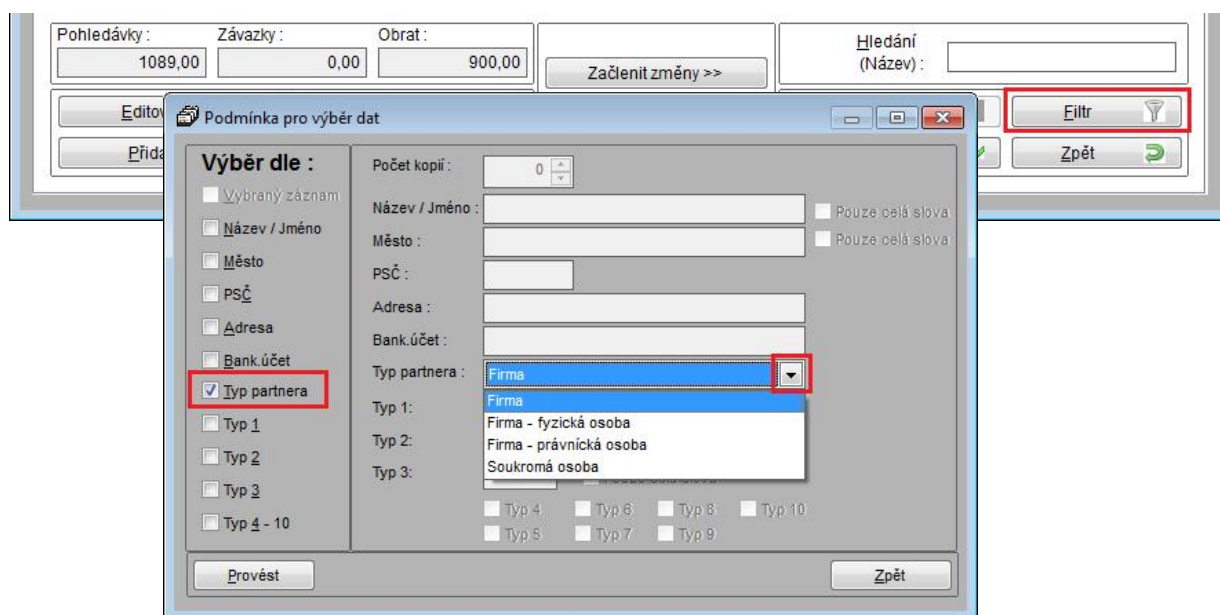 Pohledávky :
Závazky :
Obrat :
1089,00
0,00
900,00
Začlenit změny >>
Hledání
(Název) :
Filtr
Zpět
Podmínka pro výběr dat
Výběr dle :
Vybraný záznam
Název / Jméno
Město
PSČ
Adresa
Bank.účet
Typ partnera
Typ 1
Typ 2
Typ 3
Typ 4 - 10
Počet kopií :
0
Název / Jméno :
Pouze celá slova
Město :
Pouze celá slova
PSČ :
Adresa :
Bank.účet :
Typ partnera :
Firma
Firma
Firma - fyzická osoba
Firma - právnícká osoba
Soukromá osoba
Typ 1:
Typ 2:
Typ 3:
Typ 4
Typ 6
Typ 8
Typ 10
Typ 5
Typ 7
Typ 9
Provést
Zpět